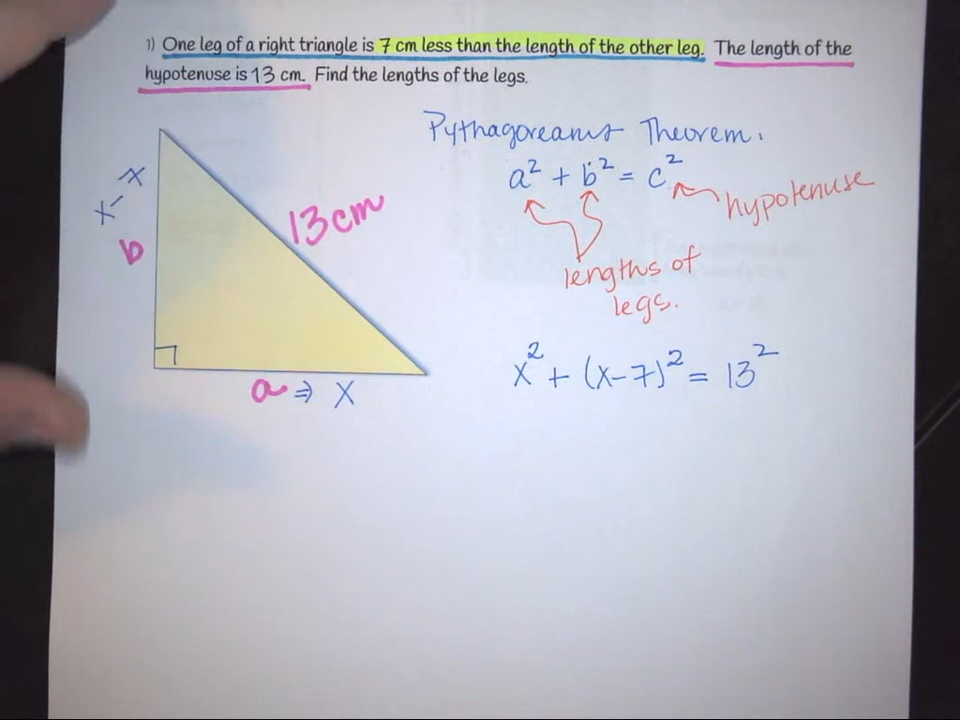 1) One leg of a right triangle is 7 cm less than the length of the other leg. The length of the
hypotenuse is 13 cm. Find the lengths of the legs.
Pythagoreans Theorem.
a² + b² = c²
hypotenuse
lengths of
legs.
x - 7
b
13cm
a ⇒ x
x² + (x-7)² = 13²